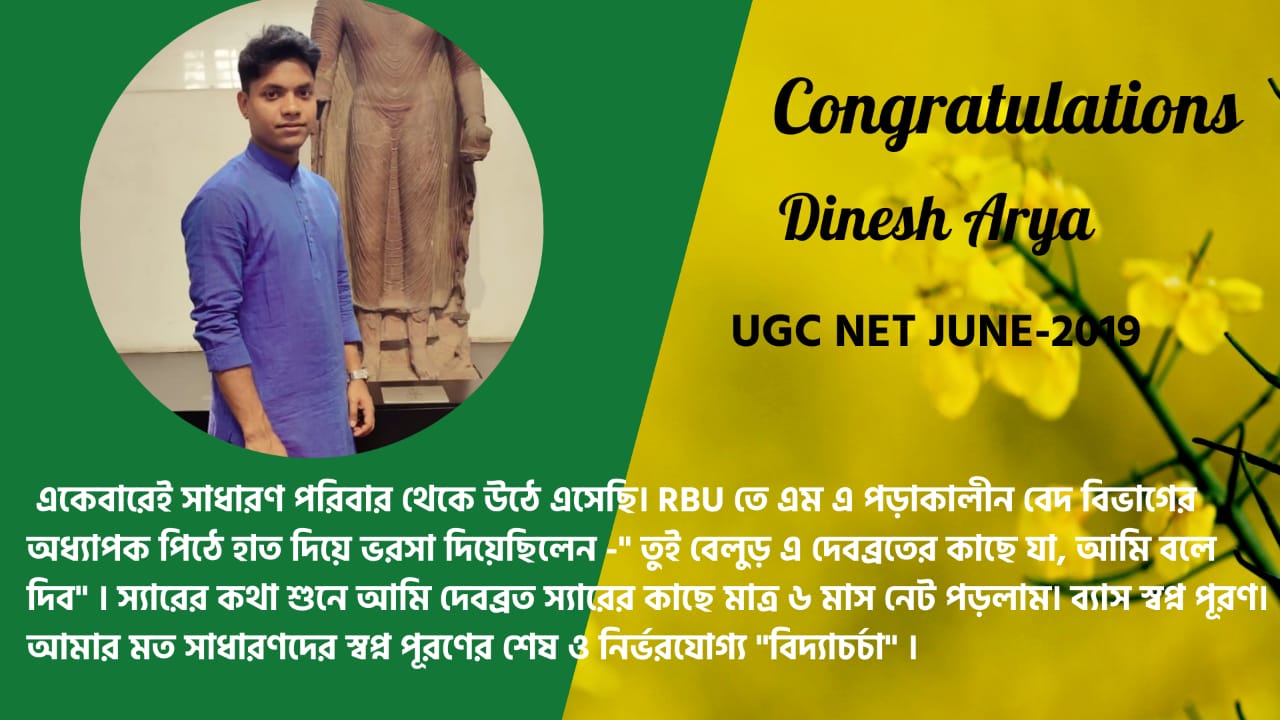 Congratulations
Dinesh Arya
UGC NET JUNE-2019
একেবারেই সাধারণ পরিবার থেকে উঠে এসেছি। RBU তে এম এ পড়াকালীন বেদ বিভাগের
অধ্যাপক পিঠে হাত দিয়ে ভরসা দিয়েছিলেন -" তুই বেলুড় এ দেবব্রতের কাছে যা, আমি বলে
দিব" । স্যারের কথা শুনে আমি দেবব্রত স্যারের কাছে মাত্র ৬ মাস নেট পড়লাম। ব্যাস স্বপ্ন পূরণ।
আমার মত সাধারণদের স্বপ্ন পূরণের শেষ ও নির্ভরযোগ্য "বিদ্যাচর্চা" ।